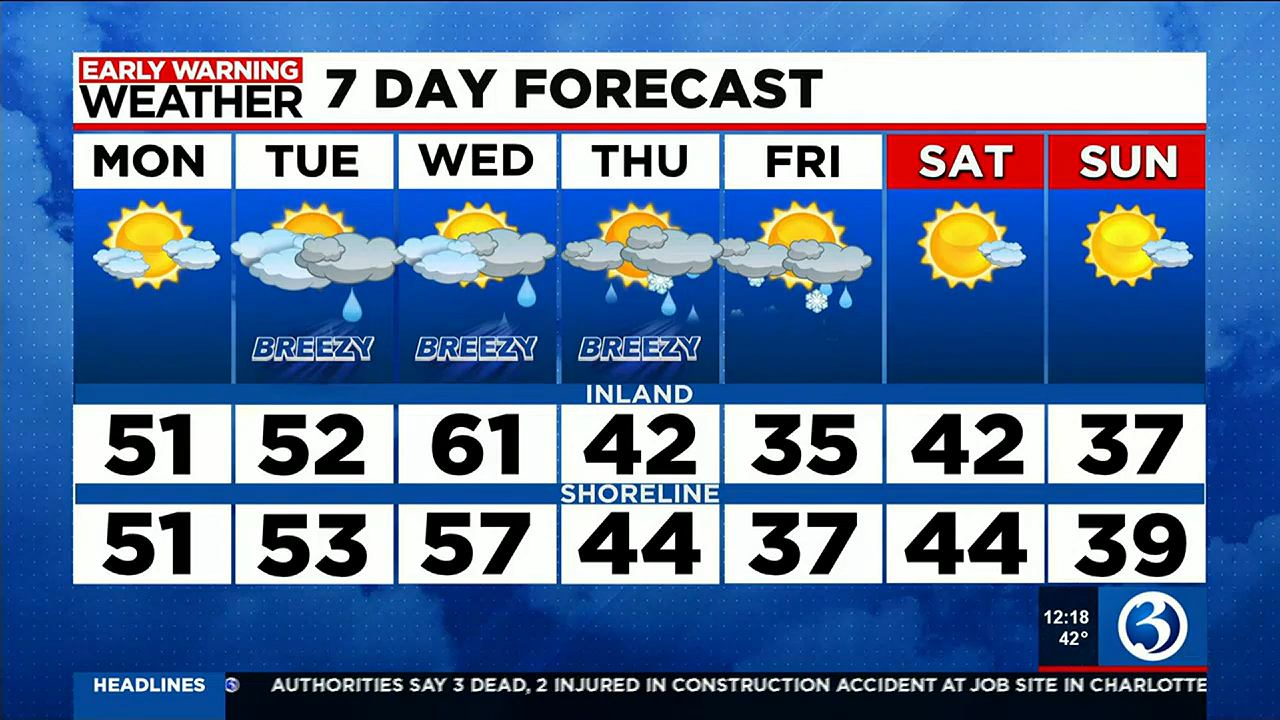 EARLY WARNING
WEATHER
7 DAY FORECAST
MON TUE WED THU FRI SAT SUN
BREEZY BREEZY BREEZY
INLAND
51 52 61 42 35 42 37
SHORELINE
51 53 57 44 37 44 39
12:18
42°
3
HEADLINES AUTHORITIES SAY 3 DEAD, 2 INJURED IN CONSTRUCTION ACCIDENT AT JOB SITE IN CHARLOTTE